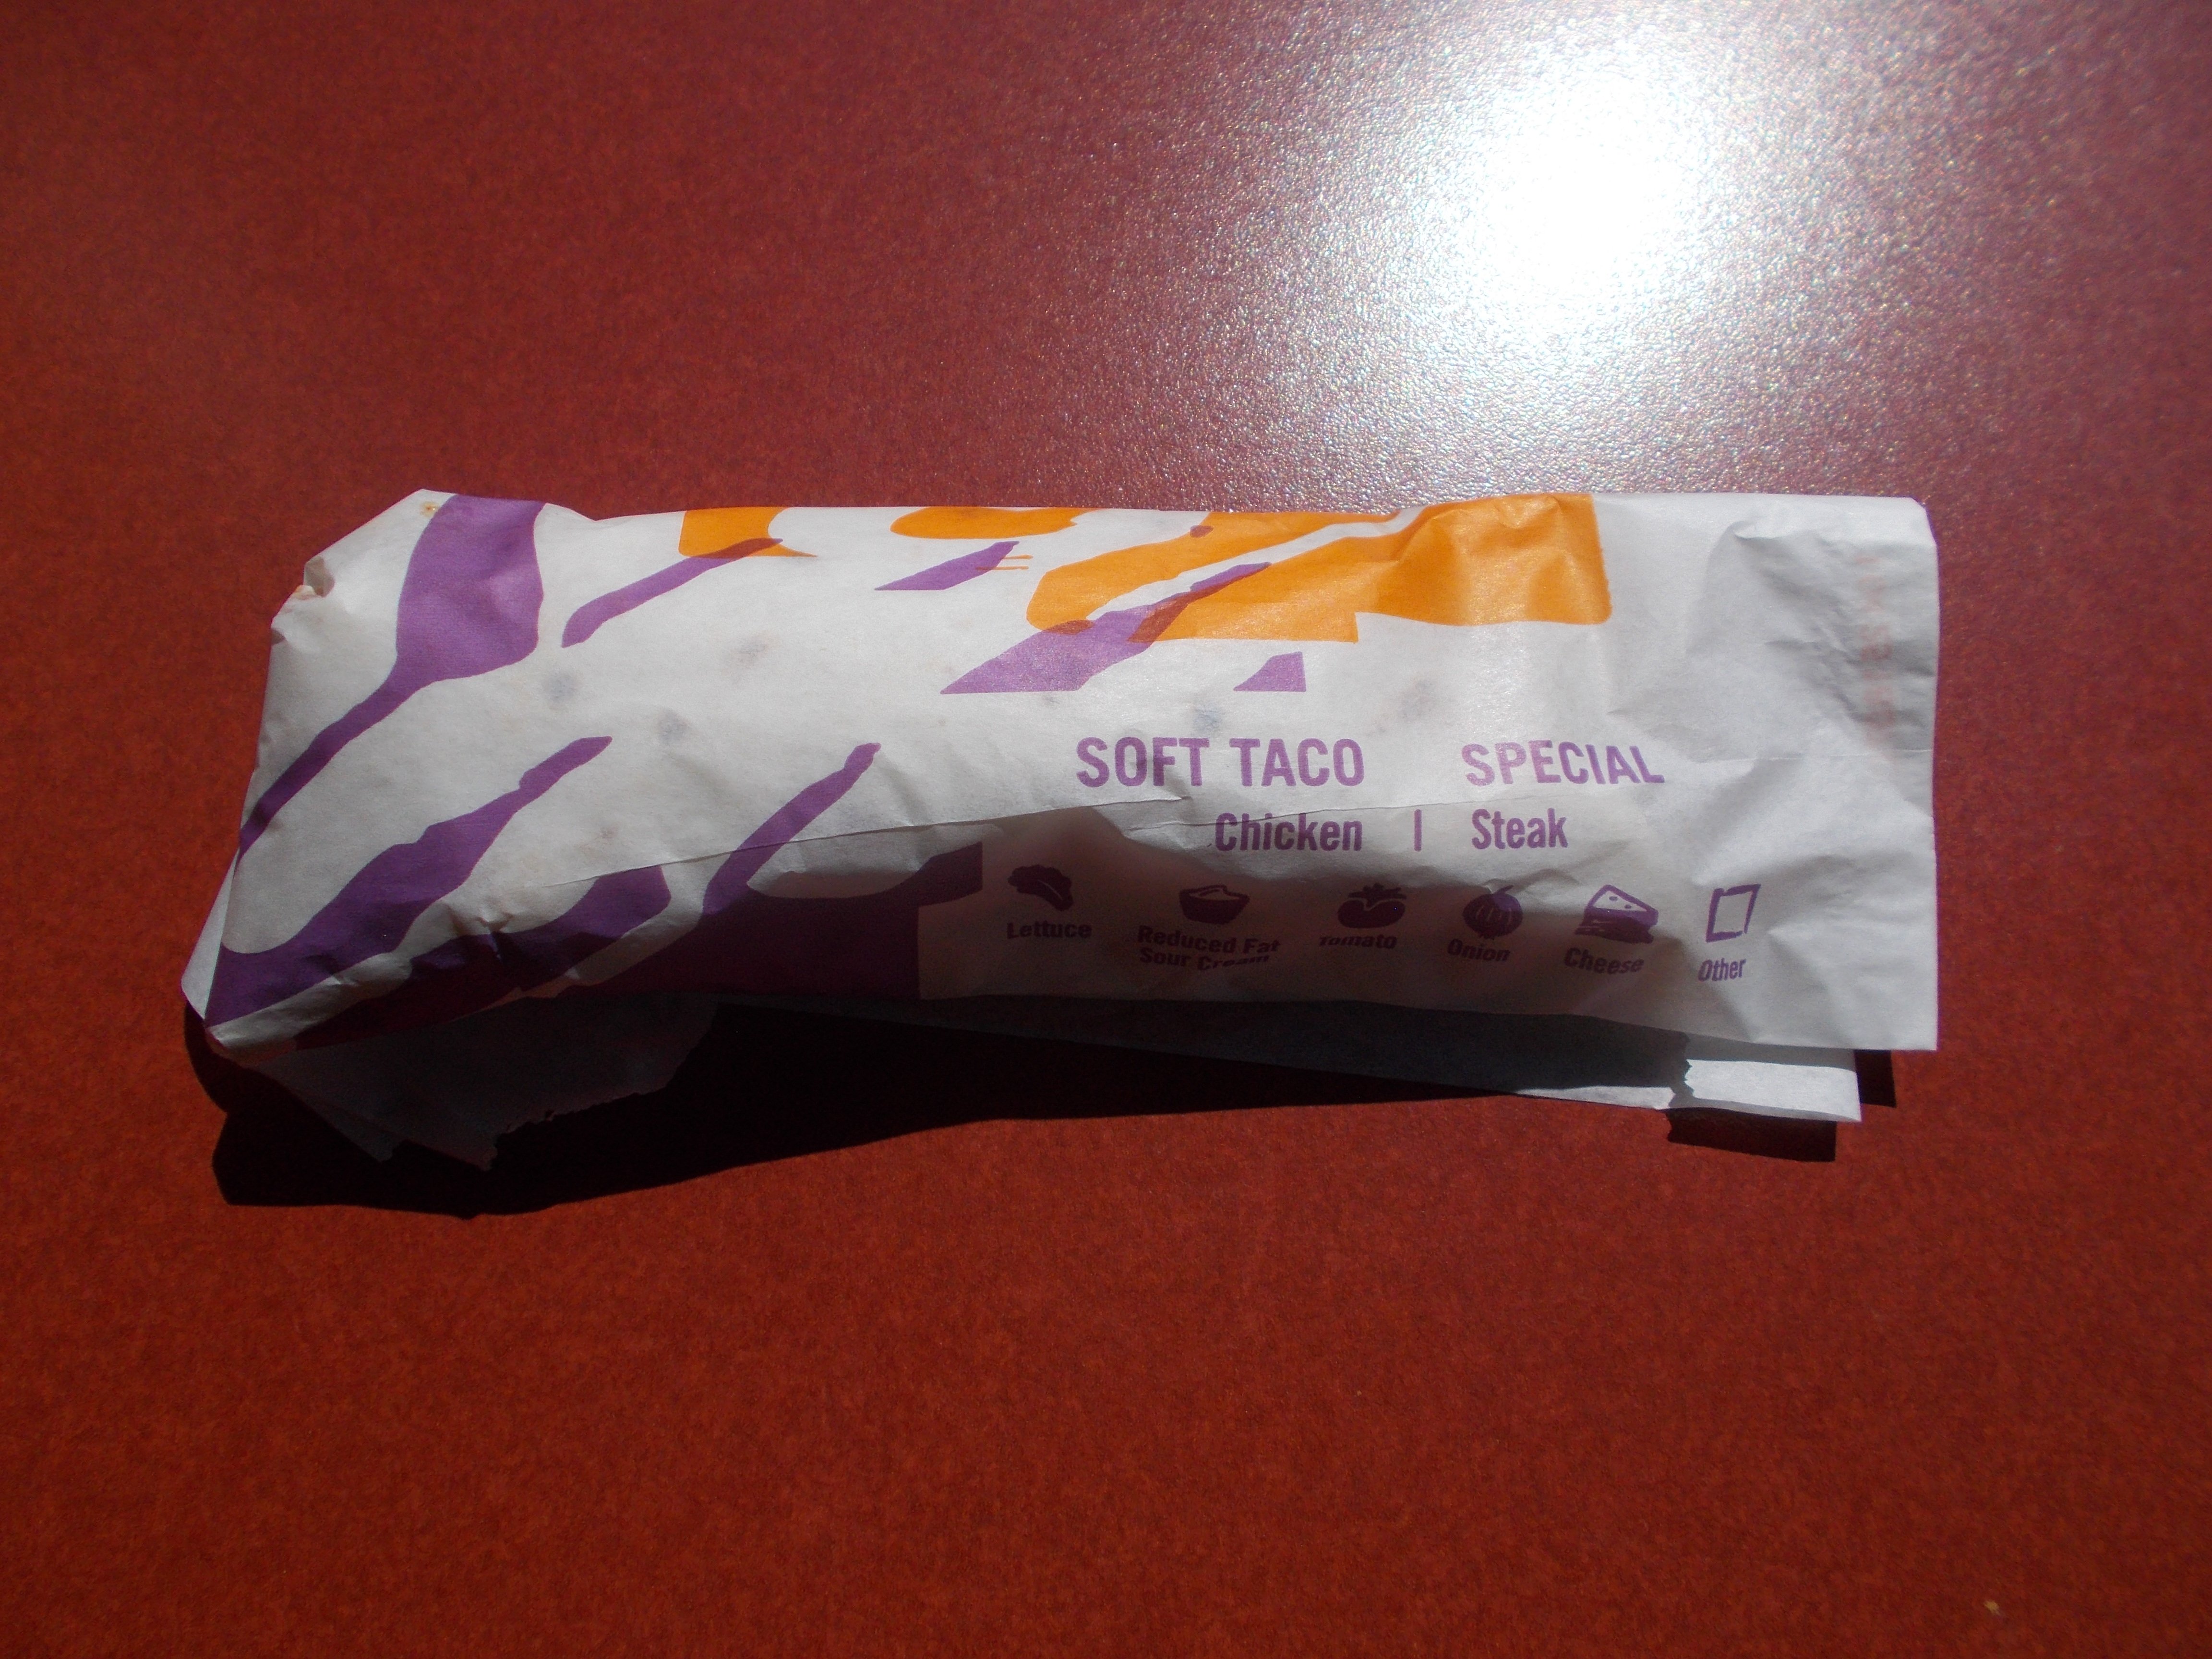 SOFT TACO SPECIAL
Chicken | Steak
Lettuce Reduced Fat Sour Cream Tomato Onion Cheese Other